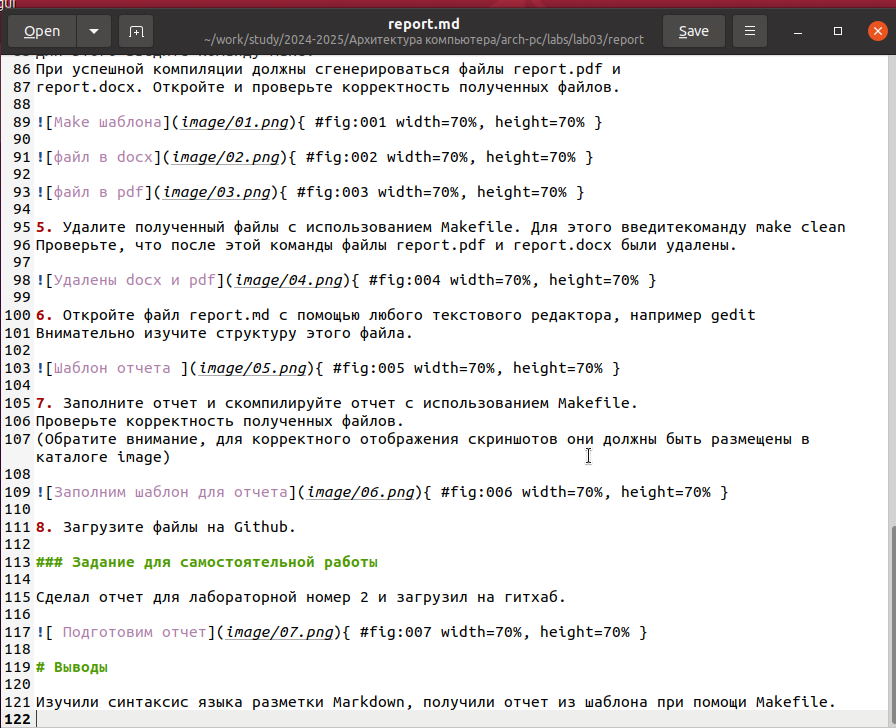 Open
report.md
~/work/study/2024-2025/Архитектура компьютера/arch-pc/labs/lab03/report
Save
86 При успешной компиляции должны сгенерироваться файлы report.pdf и
87 report.docx. Откройте и проверьте корректность полученных файлов.
88
89 ![Make шаблона](image/01.png){ #fig:001 width=70%, height=70% }
90
91 ![файл в docx](image/02.png){ #fig:002 width=70%, height=70% }
92
93 ![файл в pdf](image/03.png){ #fig:003 width=70%, height=70% }
94
95 5. Удалите полученный файлы с использованием Makefile. Для этого введитекоманду make clean
96 Проверьте, что после этой команды файлы report.pdf и report.docx были удалены.
97
98 ![Удалены docx и pdf](image/04.png){ #fig:004 width=70%, height=70% }
99
100 6. Откройте файл report.md c помощью любого текстового редактора, например gedit
101 Внимательно изучите структуру этого файла.
102
103 ![Шаблон отчета ](image/05.png){ #fig:005 width=70%, height=70% }
104
105 7. Заполните отчет и скомпилируйте отчет с использованием Makefile.
106 Проверьте корректность полученных файлов.
107 (Обратите внимание, для корректного отображения скриншотов они должны быть размещены в
каталоге image)
108
109 ![Заполним шаблон для отчета](image/06.png){ #fig:006 width=70%, height=70% }
110
111 8. Загрузите файлы на Github.
112
113 ### Задание для самостоятельной работы
114
115 Сделал отчет для лабораторной номер 2 и загрузил на гитхаб.
116
117 ![ Подготовим отчет](image/07.png){ #fig:007 width=70%, height=70% }
118
119 # Выводы
120
121 Изучили синтаксис языка разметки Markdown, получили отчет из шаблона при помощи Makefile.
122